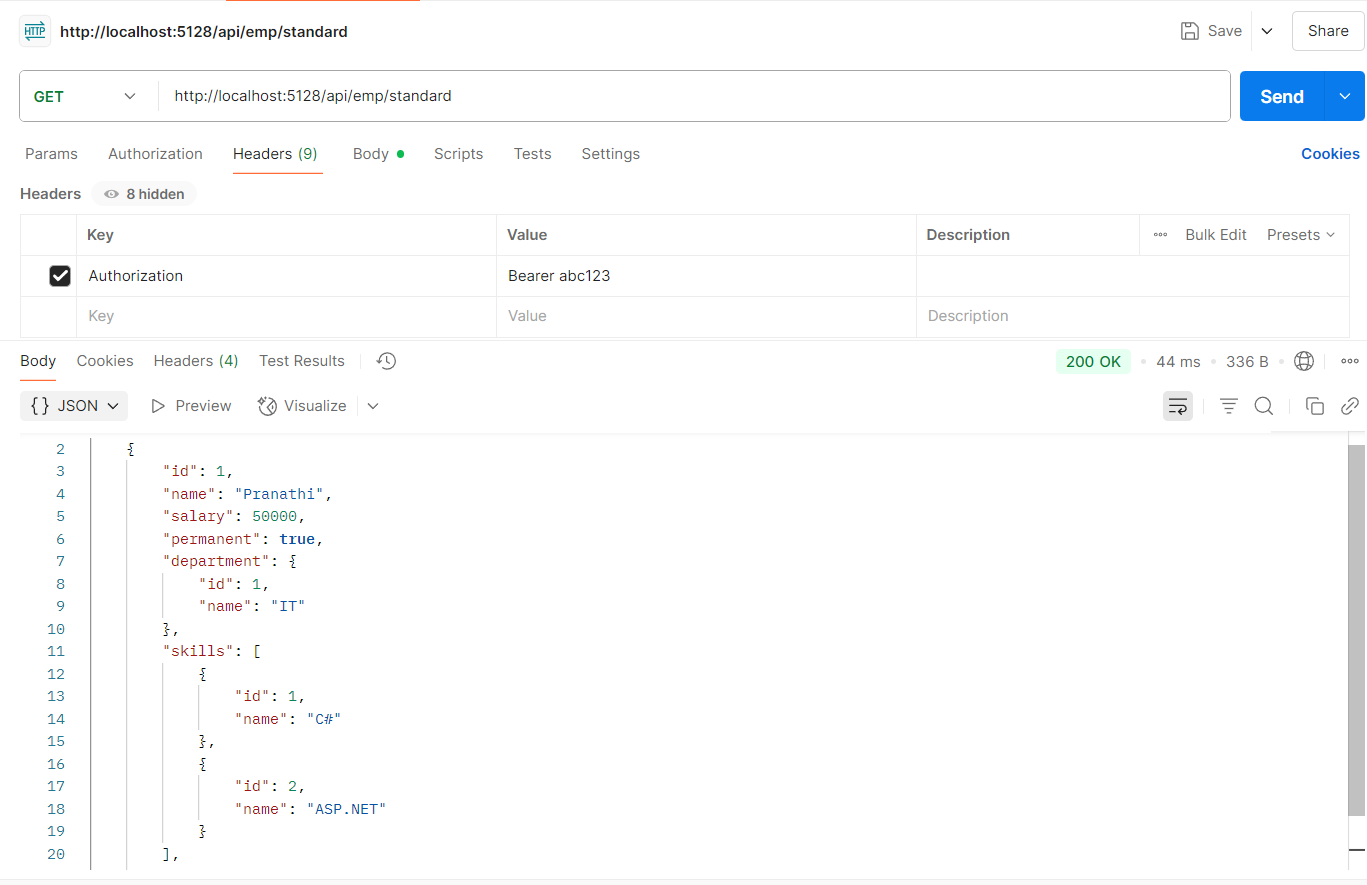 HTTP http://localhost:5128/api/emp/standard Save Share
GET http://localhost:5128/api/emp/standard Send
Params Authorization Headers (9) Body Scripts Tests Settings Cookies
Headers 8 hidden
Key Value Description Bulk Edit Presets
Authorization Bearer abc123
Key Value Description
Body Cookies Headers (4) Test Results 200 OK 44 ms 336 B
{} JSON Preview Visualize
2 {
3 "id": 1,
4 "name": "Pranathi",
5 "salary": 50000,
6 "permanent": true,
7 "department": {
8 "id": 1,
9 "name": "IT"
10 },
11 "skills": [
12 {
13 "id": 1,
14 "name": "C#"
15 },
16 {
17 "id": 2,
18 "name": "ASP.NET"
19 }
20 ],